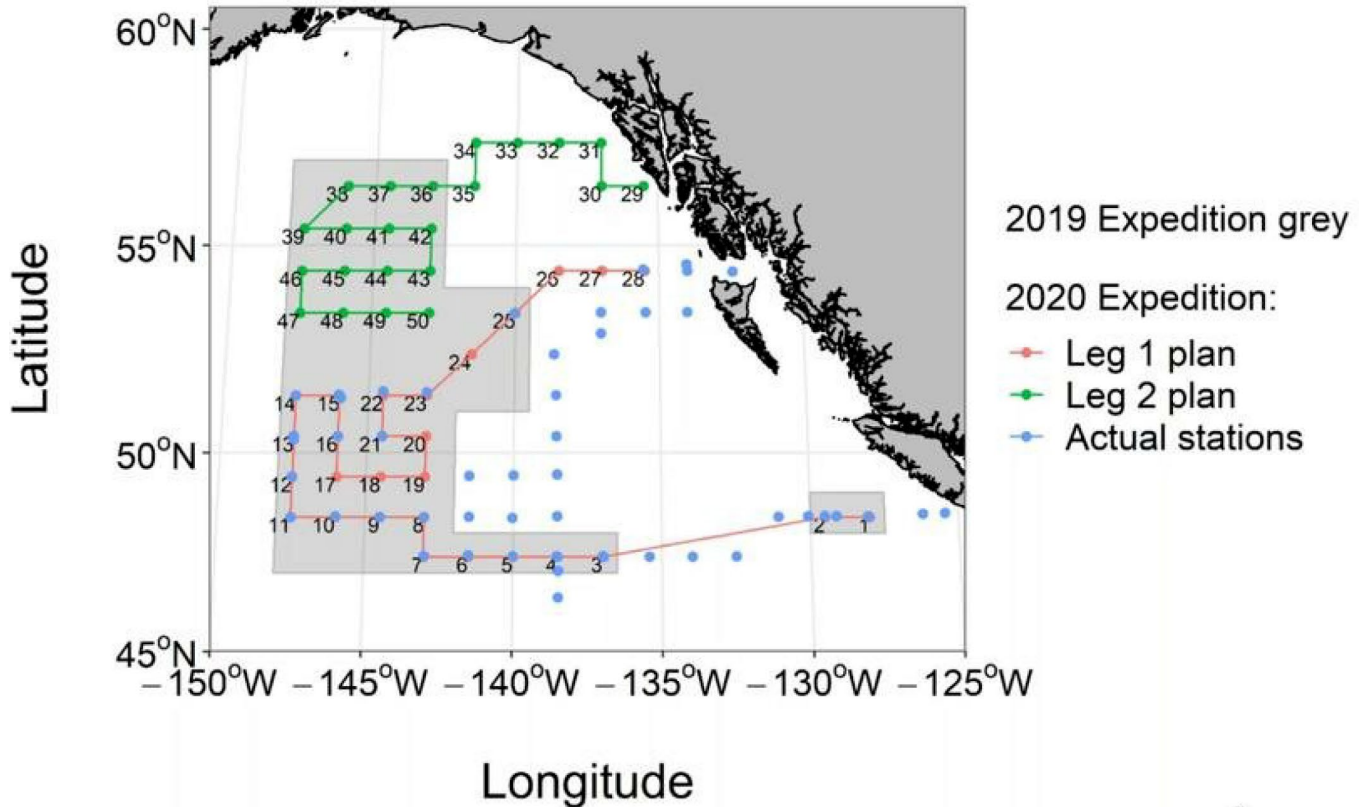 60°N
55°N
50°N
45°N
Latitude
34 33 32 31
38 37 36 35 30 29
39 40 41 42
46 45 44 43 26 27 28
47 48 49 50 25
24
14 15 22 23
13 16 21 20
12 17 18 19
11 10 9 8 2 1
7 6 5 4 3
−150°W −145°W −140°W −135°W −130°W −125°W
Longitude
2019 Expedition grey
2020 Expedition:
Leg 1 plan
Leg 2 plan
Actual stations